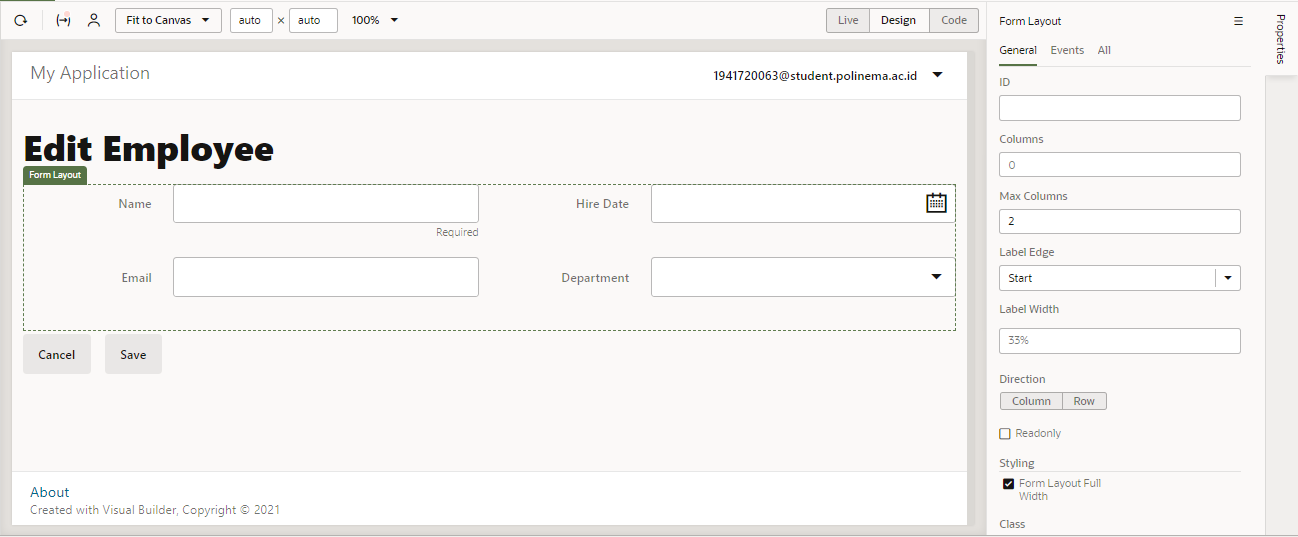 Fit to Canvas auto × auto 100% Live Design Code
My Application
1941720063@student.polinema.ac.id
Edit Employee
Form Layout
Name Hire Date
Required
Email Department
Cancel Save
About
Created with Visual Builder, Copyright © 2021
Form Layout
Properties
General Events All
ID
Columns
0
Max Columns
2
Label Edge
Start
Label Width
33%
Direction
Column Row
Readonly
Styling
Form Layout Full
Width
Class